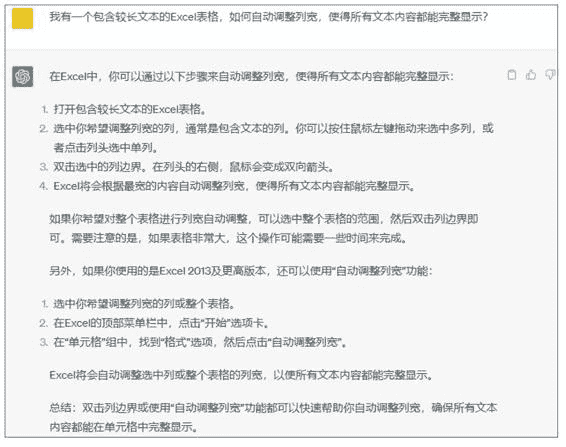 我有一个包含较长文本的Excel表格，如何自动调整列宽，使得所有文本内容都能完整显示？
在Excel中，你可以通过以下步骤来自动调整列宽，使得所有文本内容都能完整显示：
1. 打开包含较长文本的Excel表格。
2. 选中你希望调整列宽的列，通常是包含文本的列。你可以按住鼠标左键拖动来选中多列，或
者点击列头选中单列。
3. 双击选中的列边界。在列头的右侧，鼠标会变成双向箭头。
4. Excel将会根据最宽的内容自动调整列宽，使得所有文本内容都能完整显示。
如果你希望对整个表格进行列宽自动调整，可以选中整个表格的范围，然后双击列边界即
可。需要注意的是，如果表格非常大，这个操作可能需要一些时间来完成。
另外，如果你使用的是Excel 2013及更高版本，还可以使用“自动调整列宽”功能：
1. 选中你希望调整列宽的列或整个表格。
2. 在Excel的顶部菜单栏中，点击“开始”选项卡。
3. 在“单元格”组中，找到“格式”选项，然后点击“自动调整列宽”。
Excel将会自动调整选中列或整个表格的列宽，以使所有文本内容都能完整显示。
总结：双击列边界或使用“自动调整列宽”功能都可以快速帮助你自动调整列宽，确保所有文本
内容都能在单元格中完整显示。